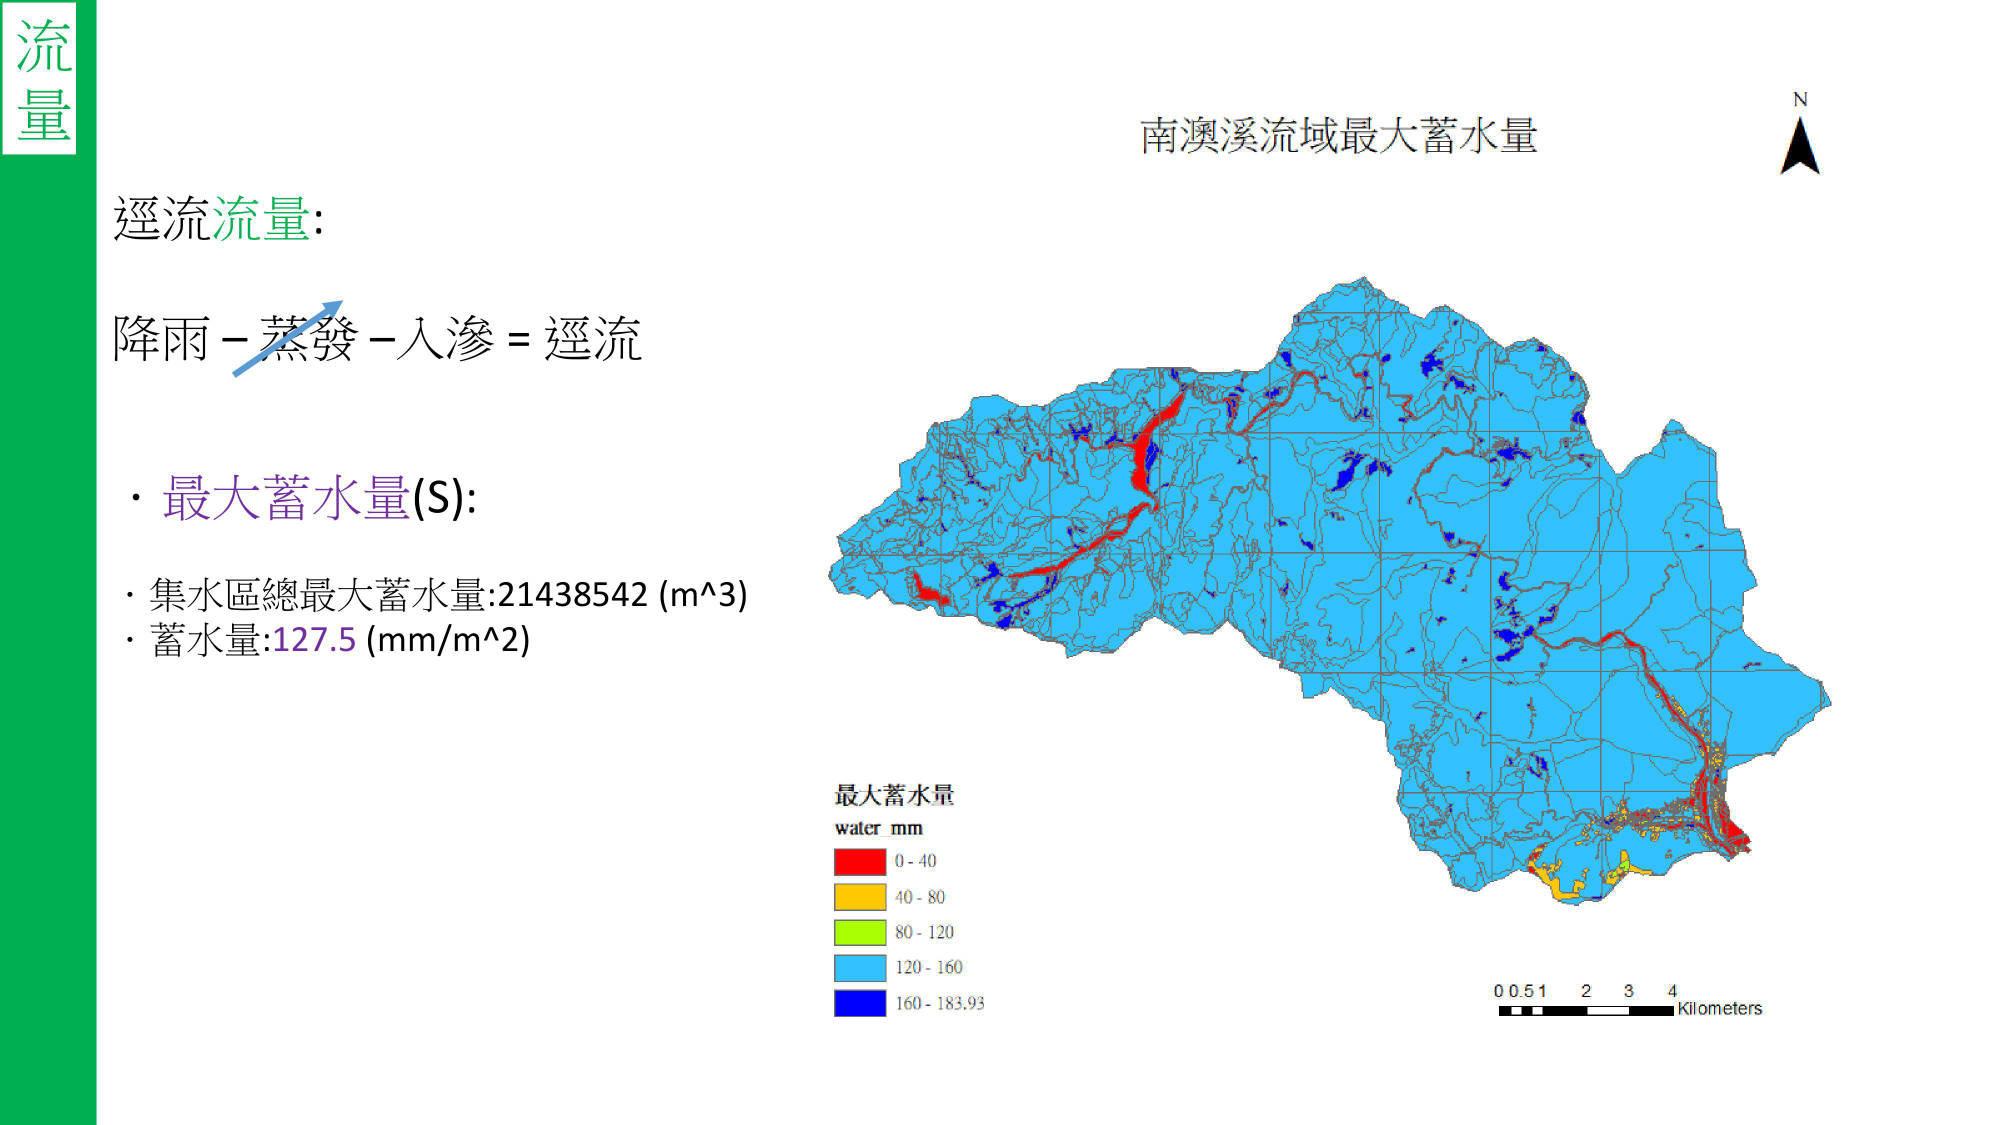 流
量
逕流流量:
降雨 – 蒸發 –入滲 = 逕流
・最大蓄水量(S):
・集水區總最大蓄水量:21438542 (m^3)
・蓄水量:127.5 (mm/m^2)
南澳溪流域最大蓄水量
N
最大蓄水量
water_mm
0 - 40
40 - 80
80 - 120
120 - 160
160 - 183.93
0 0.5 1 2 3 4
Kilometers